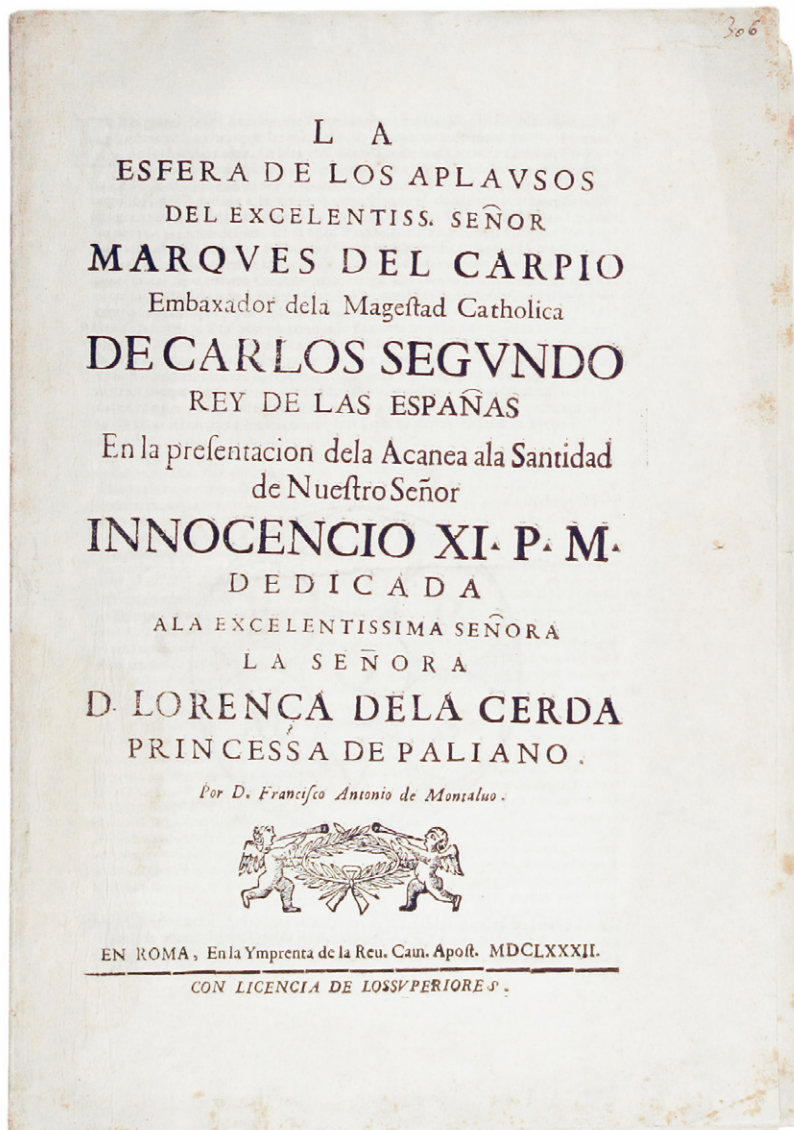 306
L A
ESFERA DE LOS APLAVSOS
DEL EXCELENTISS. SEÑOR
MARQVES DEL CARPIO
Embaxador dela Mageſtad Catholica
DE CARLOS SEGVNDO
REY DE LAS ESPAÑAS
En la preſentacion dela Acanea ala Santidad
de Nueſtro Señor
INNOCENCIO XI. P. M.
DEDICADA
ALA EXCELENTISSIMA SEÑORA
LA SEÑORA
D. LORENÇA DELA CERDA
PRINCESSA DE PALIANO.
Por D. Franciſco Antonio de Montaluo.
EN ROMA, En la Ymprenta de la Reu. Cam. Apoſt. MDCLXXXII.
CON LICENCIA DE LOSSVPERIORES.